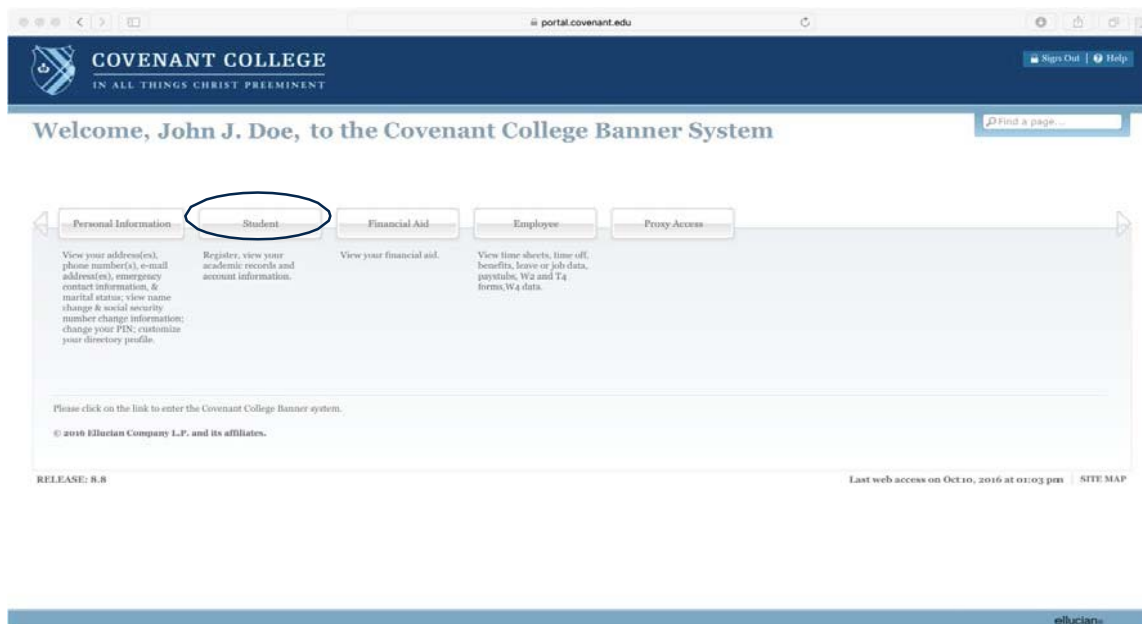 portal.covenant.edu
COVENANT COLLEGE
IN ALL THINGS CHRIST PREEMINENT
Sign Out | Help
Welcome, John J. Doe, to the Covenant College Banner System
Find a page...
Personal Information
Student
Financial Aid
Employee
Proxy Access
View your address(es),
phone number(s), e-mail
address(es), emergency
contact information, &
marital status; view name
change & social security
number change information;
change your PIN; customize
your directory profile.
Register, view your
academic records and
account information.
View your financial aid.
View time sheets, time off,
benefits, leave or job data,
paystubs, W2 and T4
forms,W4 data.
Please click on the link to enter the Covenant College Banner system.
© 2016 Ellucian Company L.P. and its affiliates.
RELEASE: 8.8
Last web access on Oct 10, 2016 at 01:03 pm | SITE MAP
ellucian